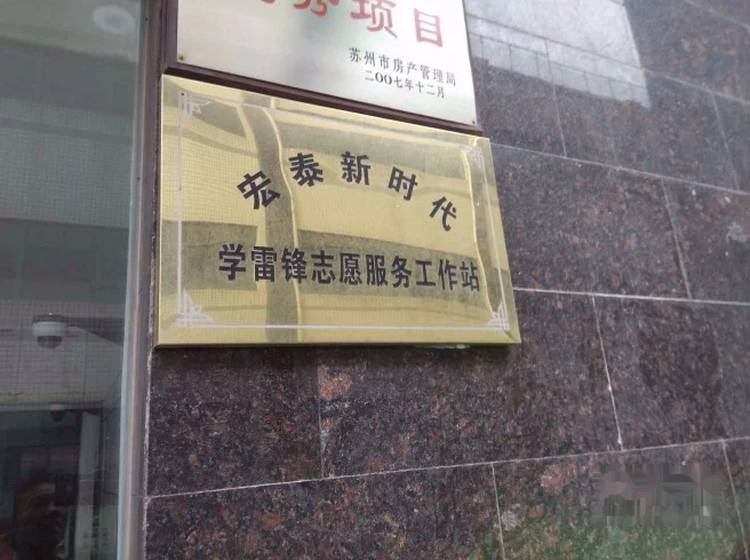 项目
苏州市房产管理局
二〇〇七年十二月
宏泰新时代
学雷锋志愿服务工作站